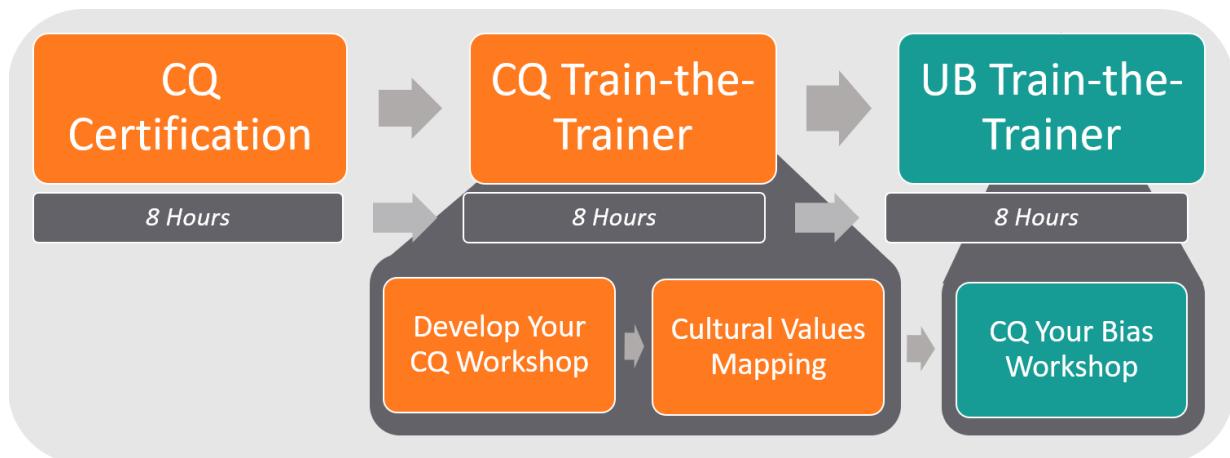 CQ
Certification
CQ Train-the-
Trainer
UB Train-the-
Trainer
8 Hours
8 Hours
8 Hours
Develop Your
CQ Workshop
Cultural Values
Mapping
CQ Your Bias
Workshop